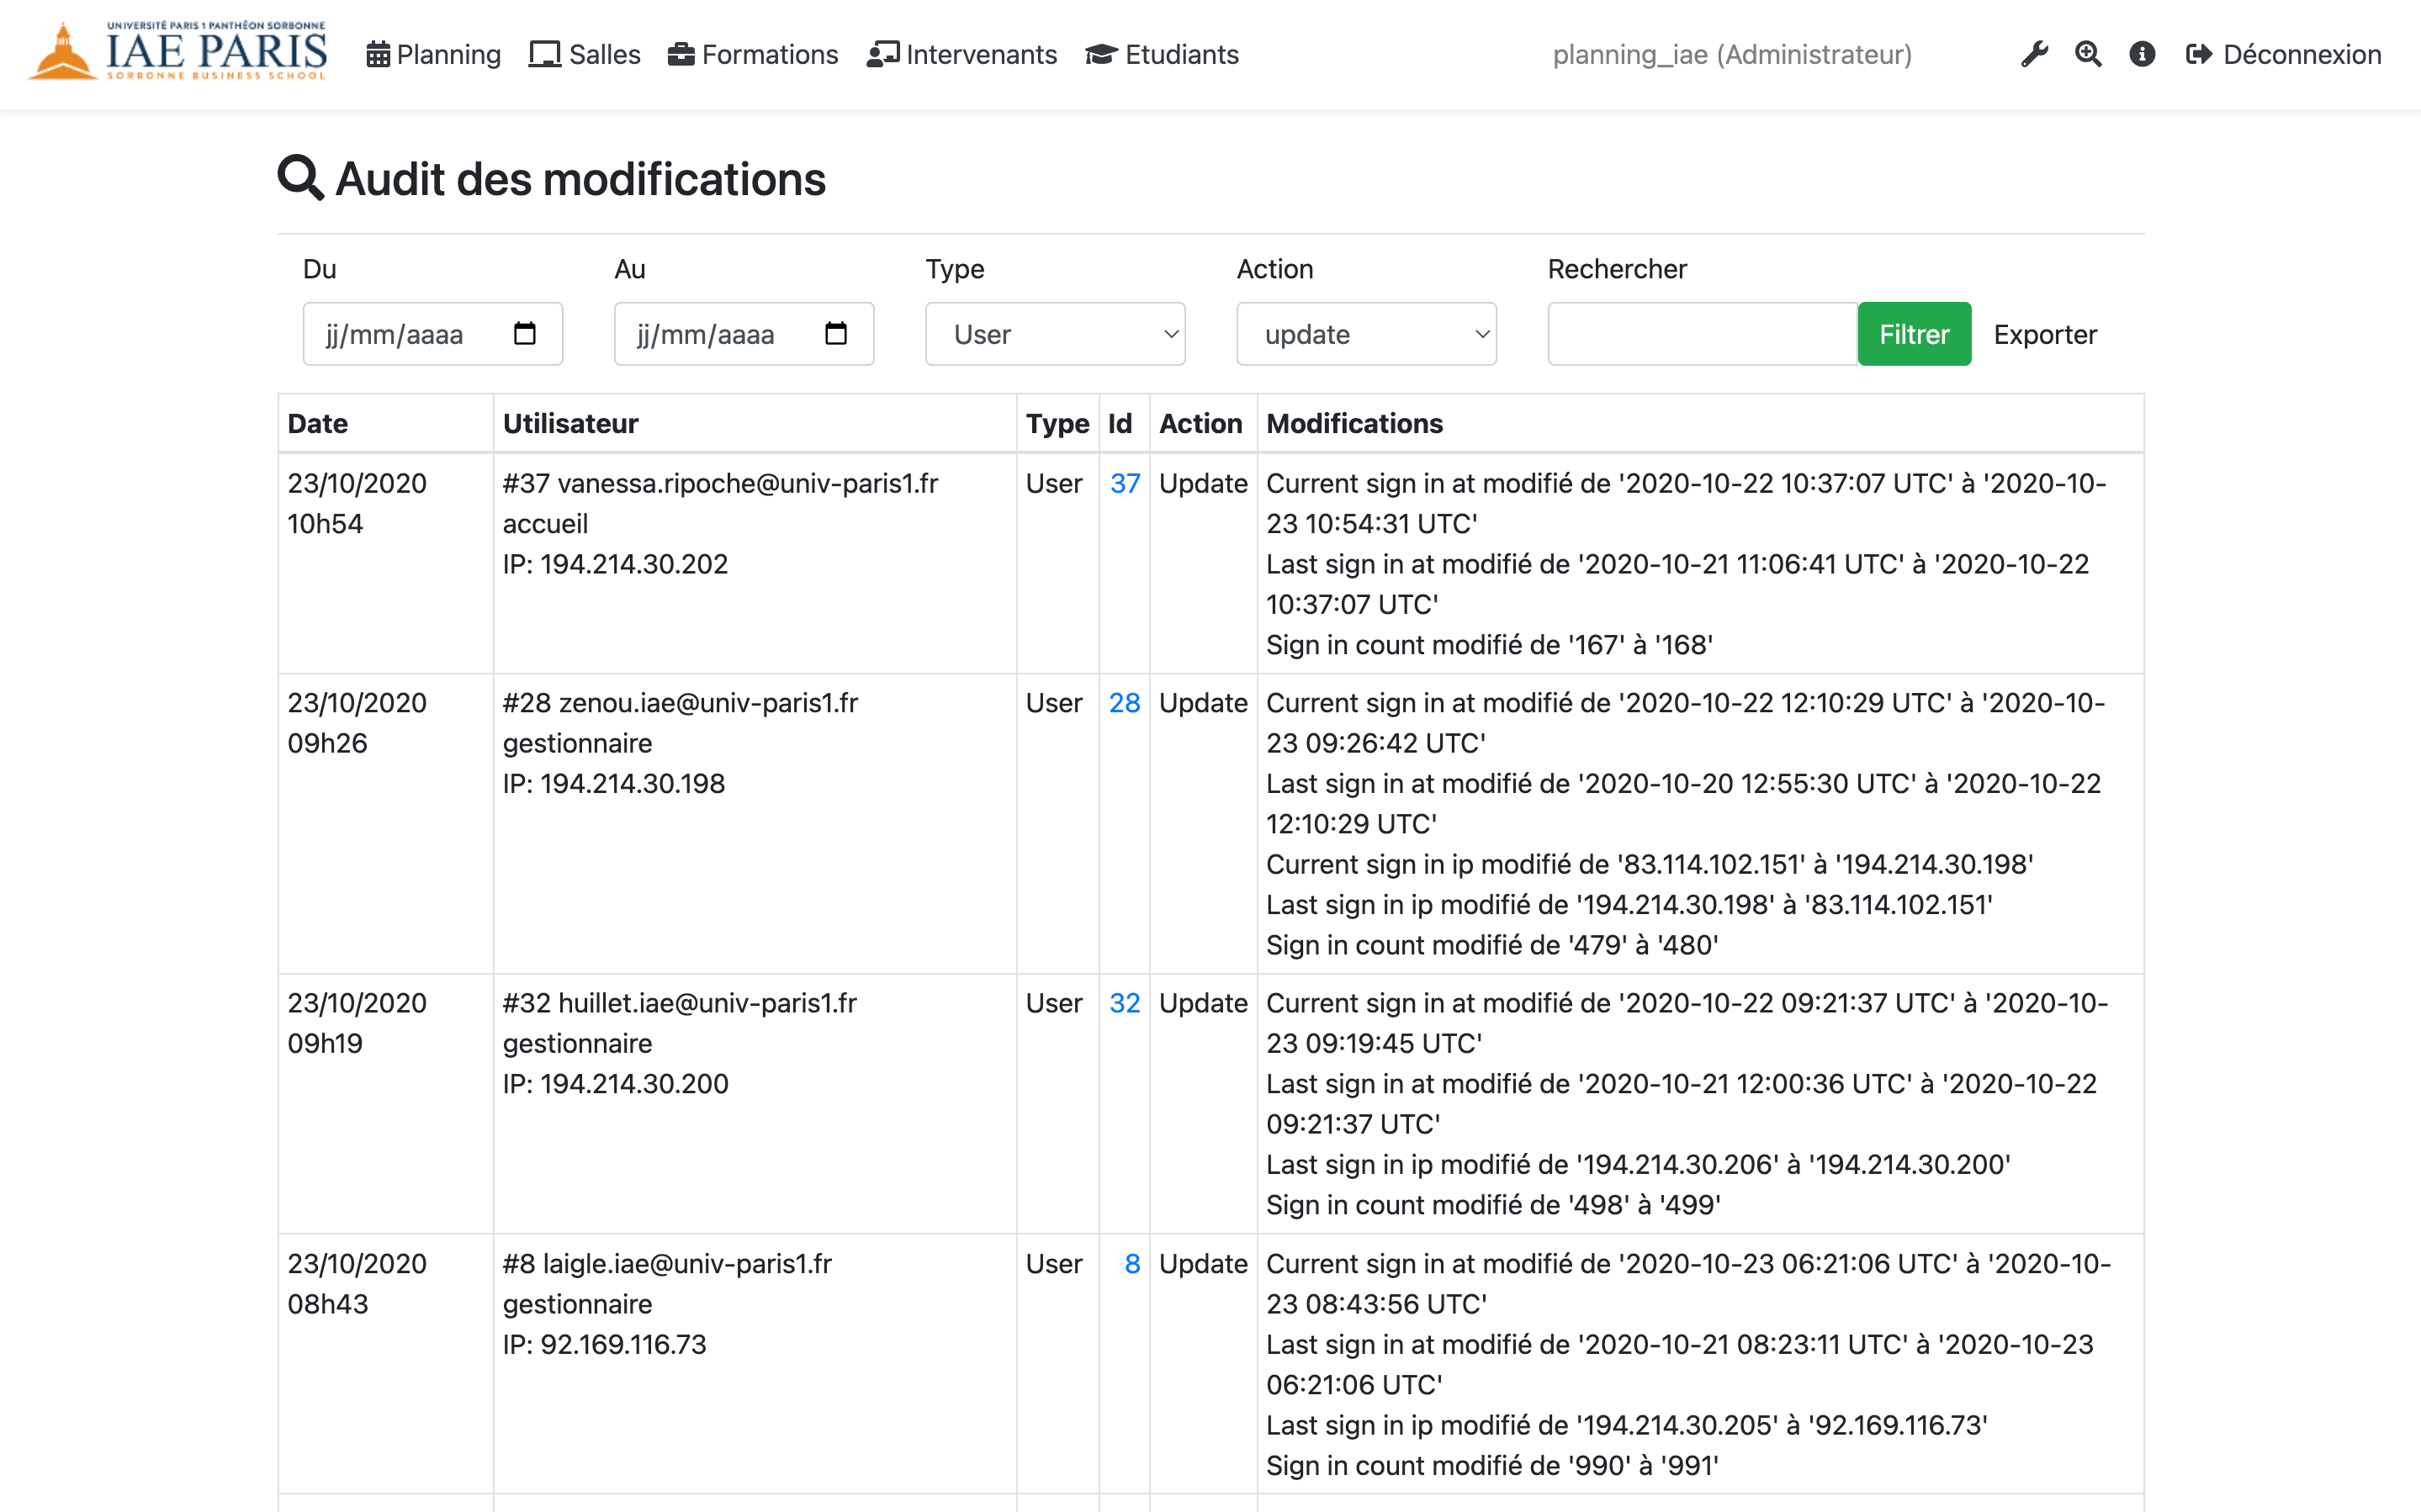 UNIVERSITÉ PARIS 1 PANTHÉON SORBONNE
IAE PARIS
SORBONNE BUSINESS SCHOOL
Planning
Salles
Formations
Intervenants
Etudiants
planning_iae (Administrateur)
Déconnexion
Audit des modifications
Du
Au
Type
Action
Rechercher
jj/mm/aaaa
jj/mm/aaaa
User
update
Filtrer
Exporter
Date
Utilisateur
Type
Id
Action
Modifications
23/10/2020
10h54
#37 vanessa.ripoche@univ-paris1.fr
accueil
IP: 194.214.30.202
User
37
Update
Current sign in at modifié de '2020-10-22 10:37:07 UTC' à '2020-10-
23 10:54:31 UTC'
Last sign in at modifié de '2020-10-21 11:06:41 UTC' à '2020-10-22
10:37:07 UTC'
Sign in count modifié de '167' à '168'
23/10/2020
09h26
#28 zenou.iae@univ-paris1.fr
gestionnaire
IP: 194.214.30.198
User
28
Update
Current sign in at modifié de '2020-10-22 12:10:29 UTC' à '2020-10-
23 09:26:42 UTC'
Last sign in at modifié de '2020-10-20 12:55:30 UTC' à '2020-10-22
12:10:29 UTC'
Current sign in ip modifié de '83.114.102.151' à '194.214.30.198'
Last sign in ip modifié de '194.214.30.198' à '83.114.102.151'
Sign in count modifié de '479' à '480'
23/10/2020
09h19
#32 huillet.iae@univ-paris1.fr
gestionnaire
IP: 194.214.30.200
User
32
Update
Current sign in at modifié de '2020-10-22 09:21:37 UTC' à '2020-10-
23 09:19:45 UTC'
Last sign in at modifié de '2020-10-21 12:00:36 UTC' à '2020-10-22
09:21:37 UTC'
Last sign in ip modifié de '194.214.30.206' à '194.214.30.200'
Sign in count modifié de '498' à '499'
23/10/2020
08h43
#8 laigle.iae@univ-paris1.fr
gestionnaire
IP: 92.169.116.73
User
8
Update
Current sign in at modifié de '2020-10-23 06:21:06 UTC' à '2020-10-
23 08:43:56 UTC'
Last sign in at modifié de '2020-10-21 08:23:11 UTC' à '2020-10-23
06:21:06 UTC'
Last sign in ip modifié de '194.214.30.205' à '92.169.116.73'
Sign in count modifié de '990' à '991'